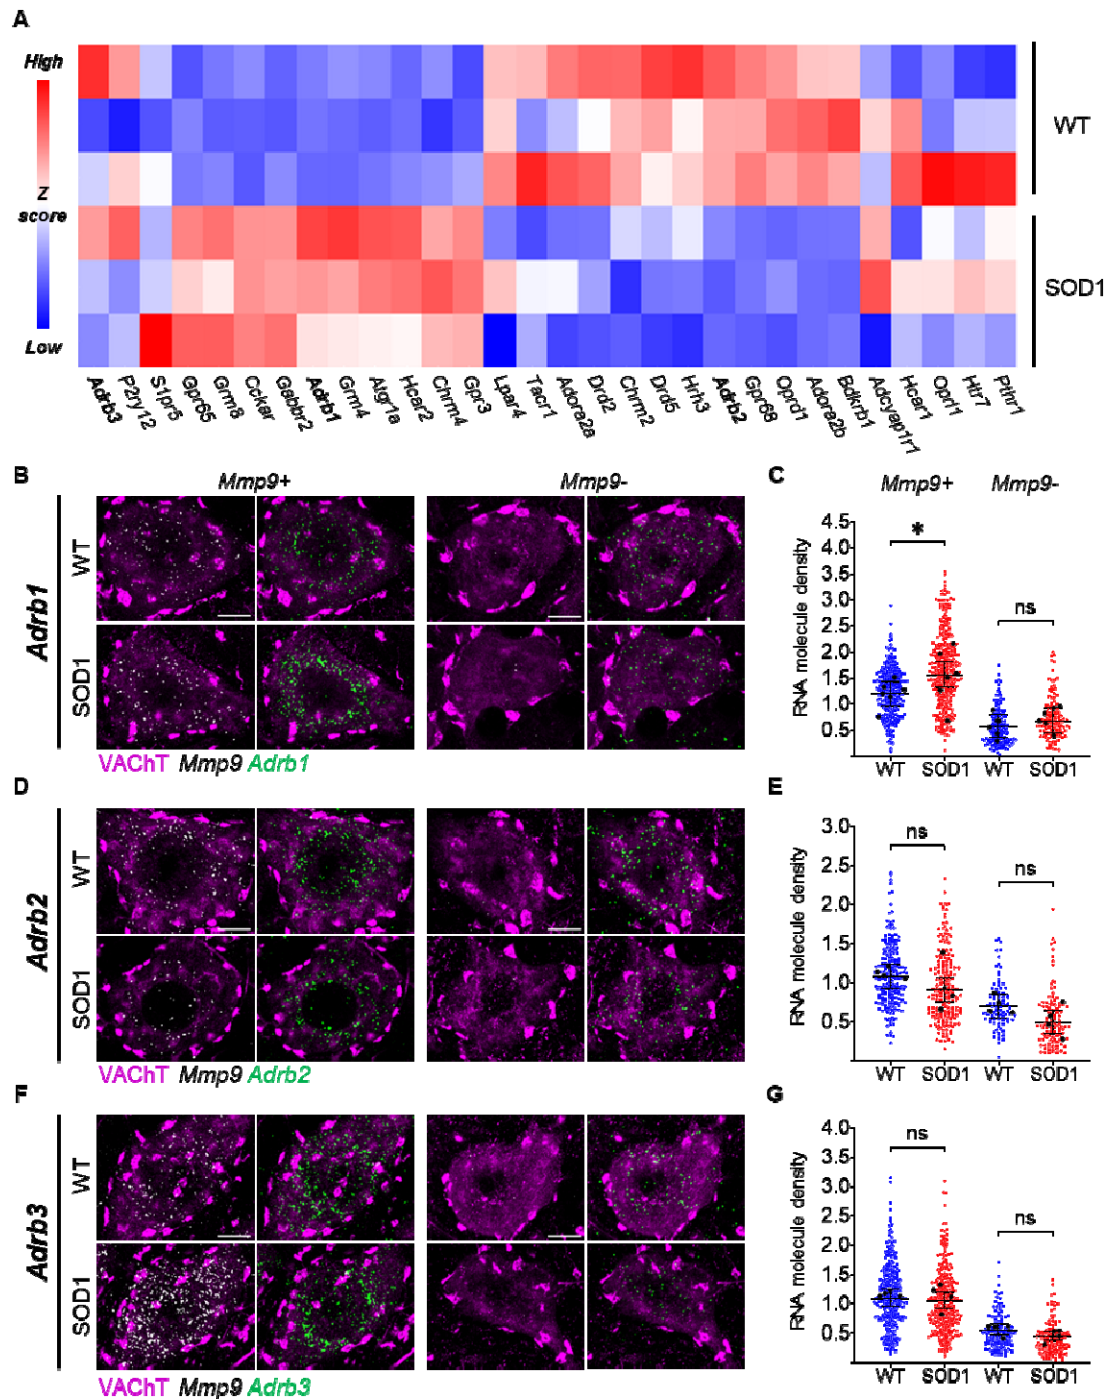 A
High
Z
score
Low
WT
SOD1
Adrb3 P2ry12 S1pr5 Gpr65 Grm8 Cckar Gabbr2 Adrb1 Grm4 Atgr1a Hcar2 Chrm4 Gpr3 Lpar4 Tacr1 Adora2a Drd2 Chrm2 Drd5 Hrh3 Adrb2 Gpr68 Oprd1 Adora2b Bdkrb1 Adcyap1r1 Hcar1 Oprl1 Htr7 Pthr1
B
Mmp9+ Mmp9-
Adrb1
WT
SOD1
VAChT Mmp9 Adrb1
C
Mmp9+ Mmp9-
RNA molecule density
4.5
4.0
3.5
3.0
2.5
2.0
1.5
1.0
0.5
* ns
WT SOD1 WT SOD1
D
Adrb2
WT
SOD1
VAChT Mmp9 Adrb2
E
RNA molecule density
3.0
2.5
2.0
1.5
1.0
0.5
ns ns
WT SOD1 WT SOD1
F
Adrb3
WT
SOD1
VAChT Mmp9 Adrb3
G
RNA molecule density
4.0
3.5
3.0
2.5
2.0
1.5
1.0
0.5
ns ns
WT SOD1 WT SOD1